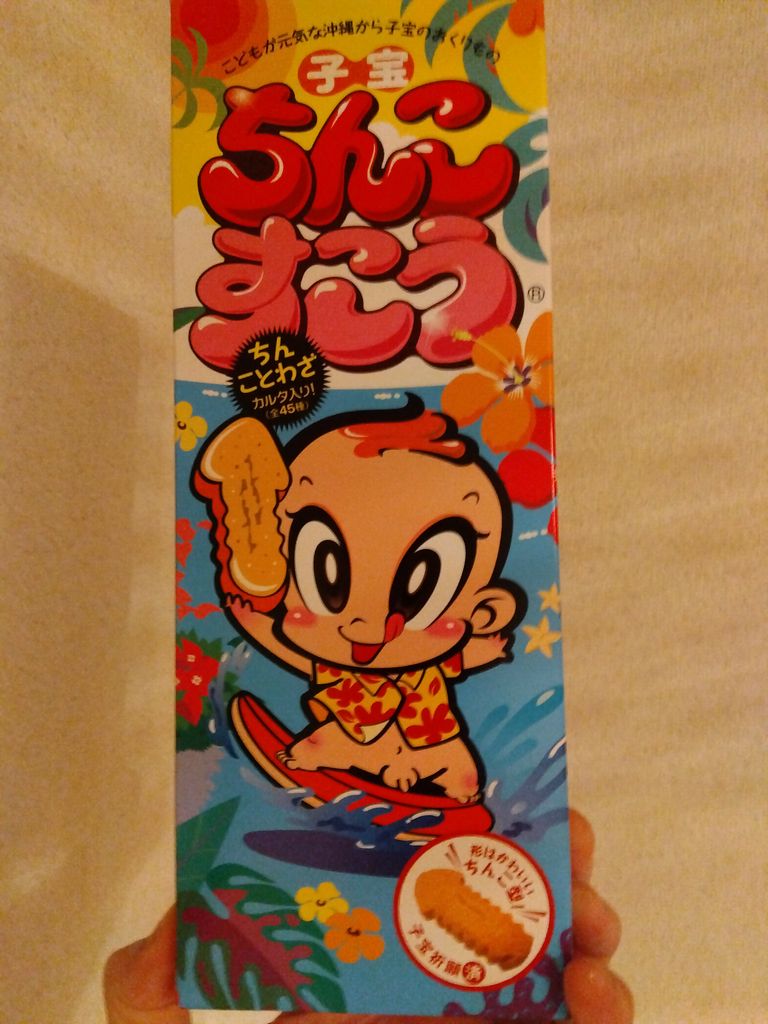 こどもが元気な沖縄から子宝のおくりもの
子宝
ちんこ
すこう®
ちん
ことわざ
カルタ入り!
(全45種)
形はかわいい
ちんこ型
子宝祈願済